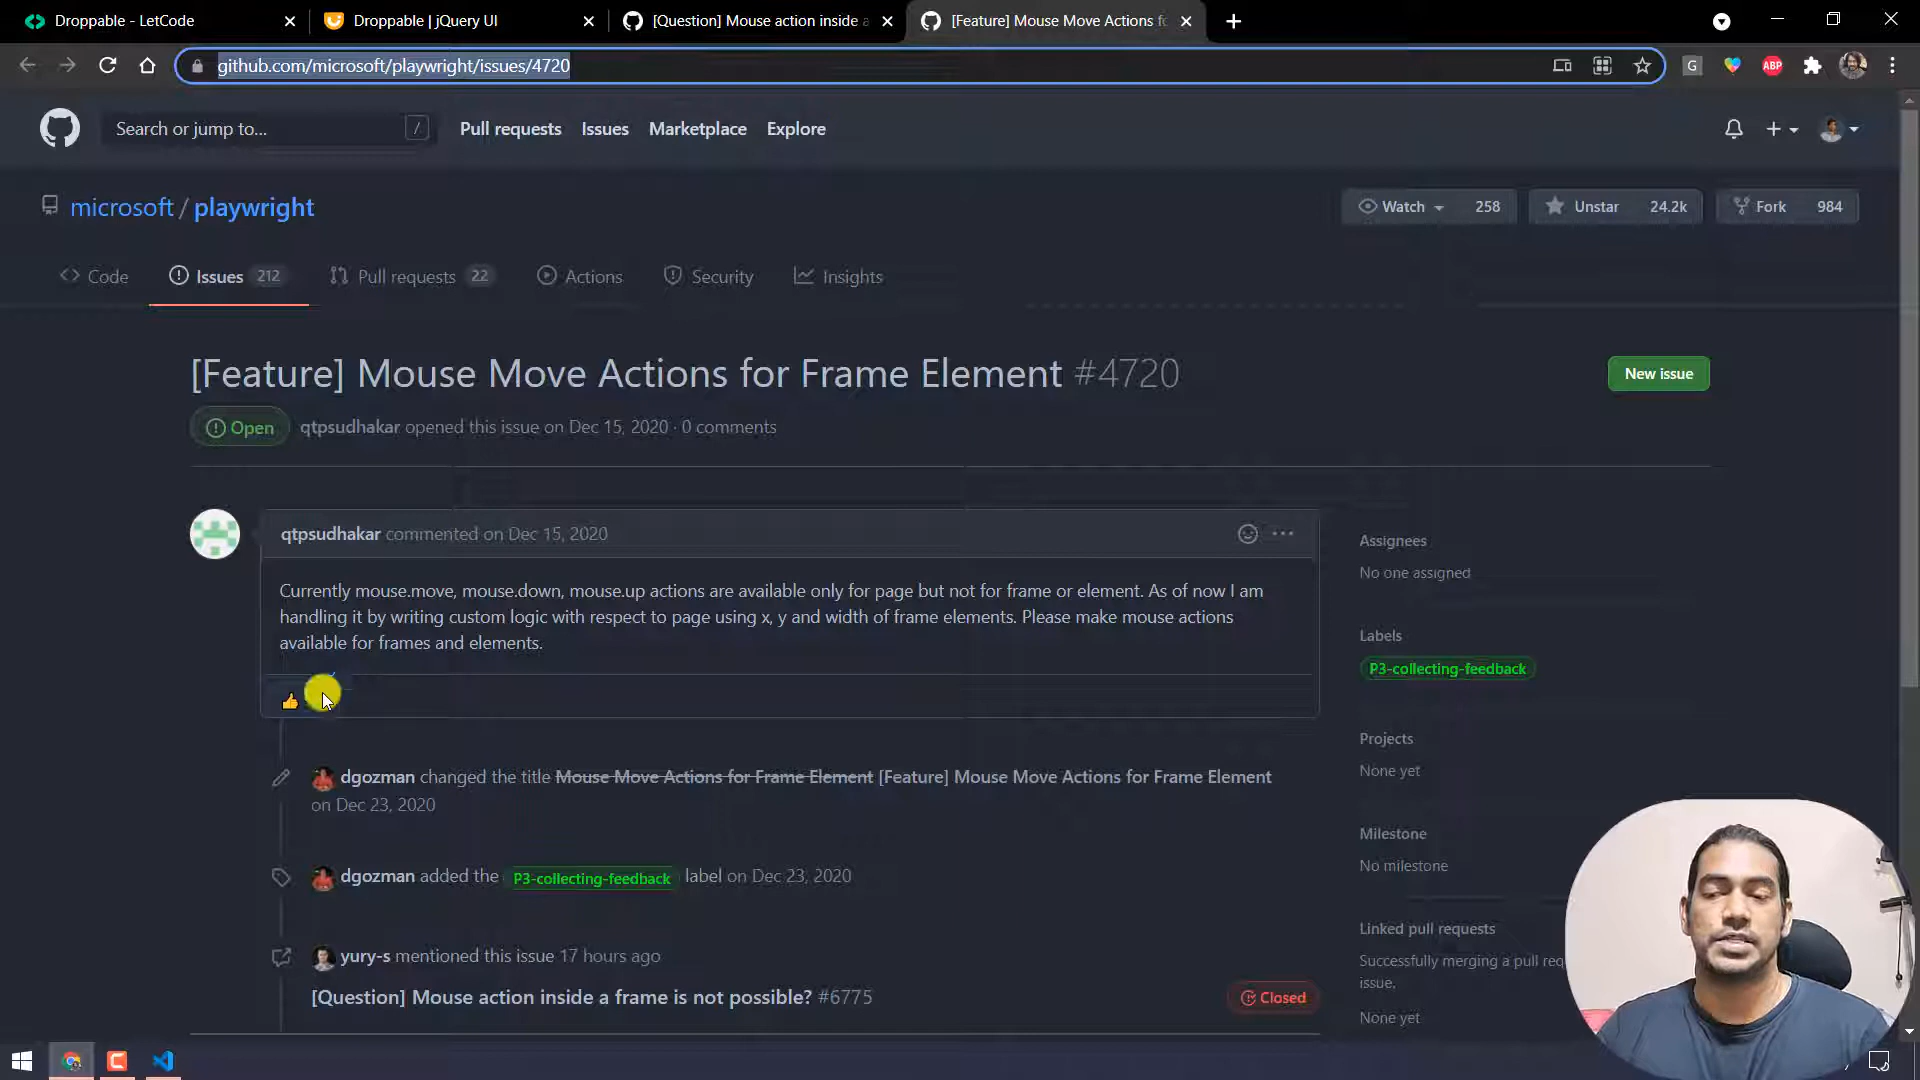 Droppable - LetCode
Droppable | jQuery UI
[Question] Mouse action inside a
[Feature] Mouse Move Actions fo
github.com/microsoft/playwright/issues/4720
G
ABP
Search or jump to...
/
Pull requests
Issues
Marketplace
Explore
microsoft / playwright
Watch
258
Unstar
24.2k
Fork
984
Code
Issues 212
Pull requests 22
Actions
Security
Insights
[Feature] Mouse Move Actions for Frame Element #4720
New issue
Open
qtpsudhakar opened this issue on Dec 15, 2020 · 0 comments
qtpsudhakar commented on Dec 15, 2020
Currently mouse.move, mouse.down, mouse.up actions are available only for page but not for frame or element. As of now I am
handling it by writing custom logic with respect to page using x, y and width of frame elements. Please make mouse actions
available for frames and elements.
dgozman changed the title Mouse Move Actions for Frame Element [Feature] Mouse Move Actions for Frame Element
on Dec 23, 2020
dgozman added the P3-collecting-feedback label on Dec 23, 2020
yury-s mentioned this issue 17 hours ago
[Question] Mouse action inside a frame is not possible? #6775
Closed
Assignees
No one assigned
Labels
P3-collecting-feedback
Projects
None yet
Milestone
No milestone
Linked pull requests
Successfully merging a pull req
issue.
None yet